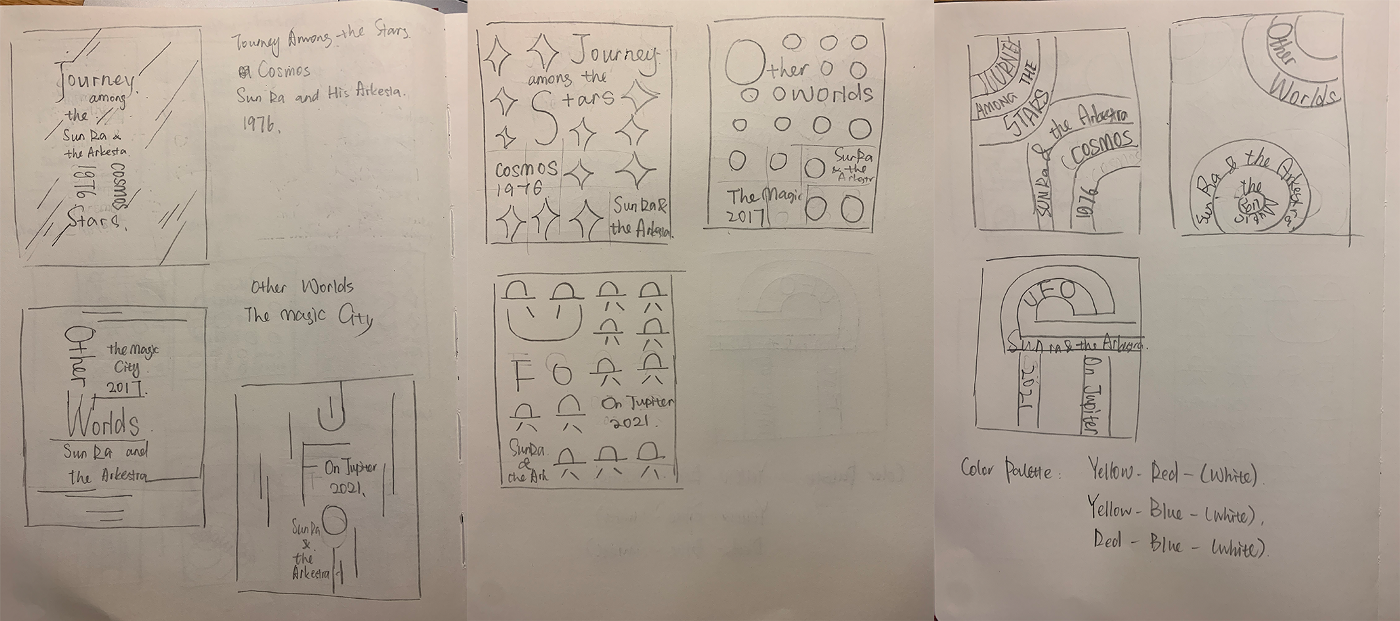 Journey
among
the
Sun Ra &
the Arkesta
1976
cosmos
Stars.
Journey Among the Stars
Cosmos
Sun Ra and His Arkesta.
1976.
Other Worlds
The Magic City
Other
the Magic
City
2017
Worlds
Sun Ra and
the Arkestra
U
F
On Jupiter
2021.
O
Sun Ra
&
the
Arkestra
Journey
among the
Stars
cosmos
1976
Sun Ra &
the Arkestra.
Other
Worlds
Sun Ra
& the
Arkestr
The Magic
2017
U
F O
On Jupiter
2021.
Sun Ra
&
the Ark
JOURNEY
AMONG
THE
STARS
SUN Ra & the Arkestra
COSMOS
1976
Other
Worlds
Sun Ra & the Arkestra
the
UFO
Sun Ra & the Arkestra.
2021
On Jupiter
Color Palette: Yellow - Red - (White).
Yellow - Blue - (White).
Red - Blue - (White).